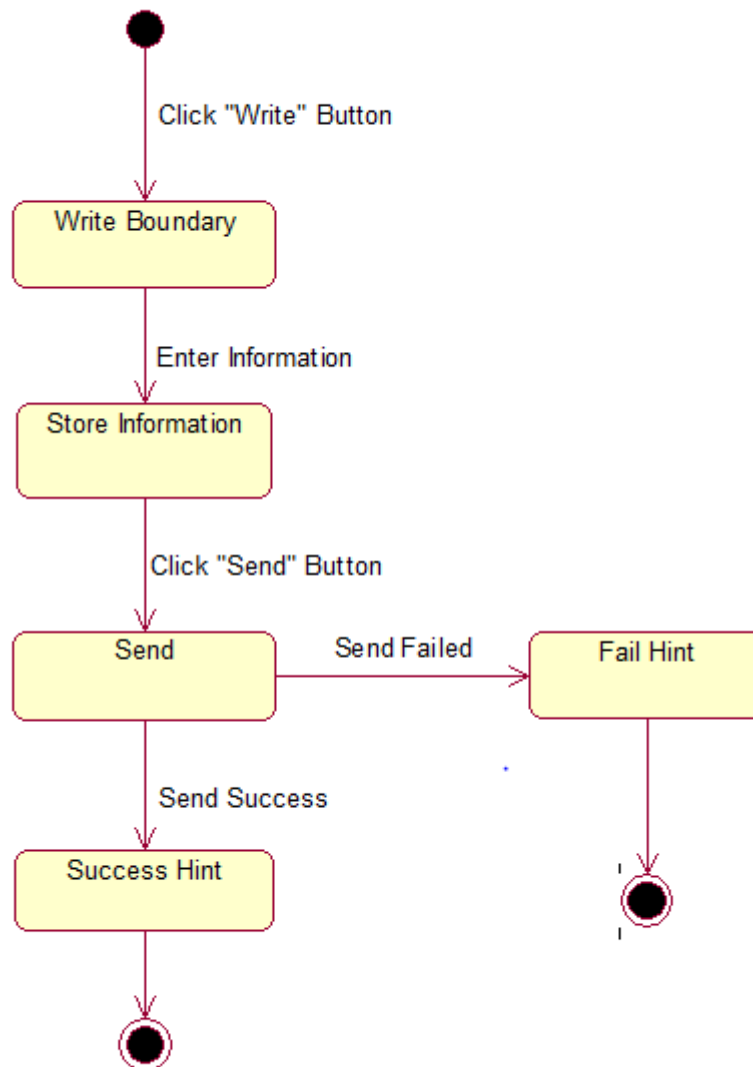 Click "Write" Button
Write Boundary
Enter Information
Store Information
Click "Send" Button
Send
Send Failed
Fail Hint
Send Success
Success Hint